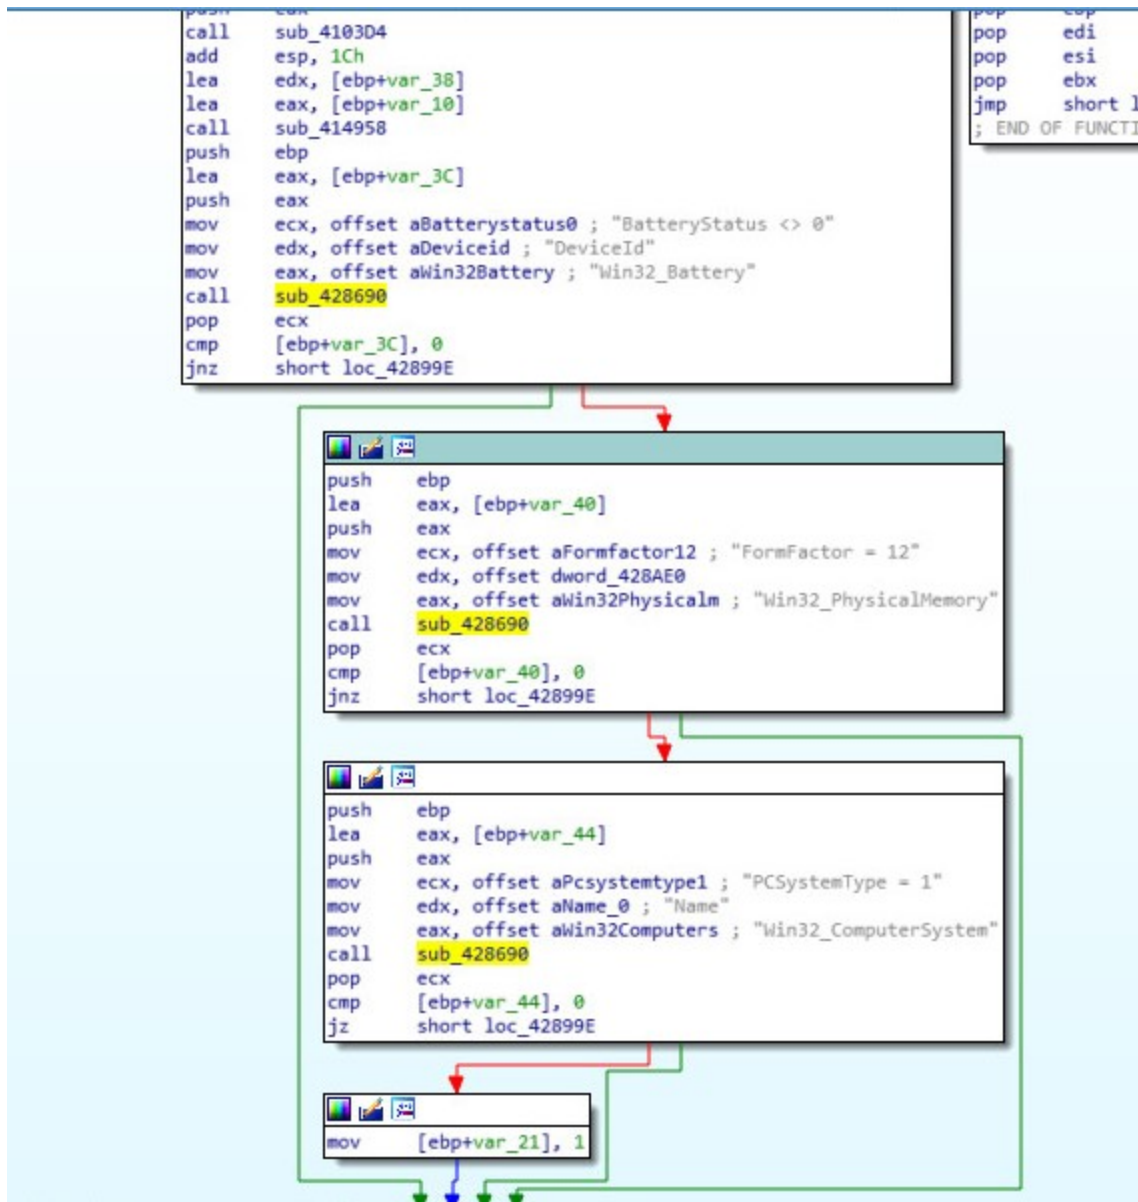 push eax
call sub_4103D4
add esp, 1Ch
lea edx, [ebp+var_38]
lea eax, [ebp+var_10]
call sub_414958
push ebp
lea eax, [ebp+var_3C]
push eax
mov ecx, offset aBatterystatus0 ; "BatteryStatus <> 0"
mov edx, offset aDeviceid ; "DeviceId"
mov eax, offset aWin32Battery ; "Win32_Battery"
call sub_428690
pop ecx
cmp [ebp+var_3C], 0
jnz short loc_42899E
pop ebp
pop edi
pop esi
pop ebx
jmp short l
; END OF FUNCTI
push ebp
lea eax, [ebp+var_40]
push eax
mov ecx, offset aFormfactor12 ; "FormFactor = 12"
mov edx, offset dword_428AE0
mov eax, offset aWin32Physicalm ; "Win32_PhysicalMemory"
call sub_428690
pop ecx
cmp [ebp+var_40], 0
jnz short loc_42899E
push ebp
lea eax, [ebp+var_44]
push eax
mov ecx, offset aPcsystemtype1 ; "PCSystemType = 1"
mov edx, offset aName_0 ; "Name"
mov eax, offset aWin32Computers ; "Win32_ComputerSystem"
call sub_428690
pop ecx
cmp [ebp+var_44], 0
jz short loc_42899E
mov [ebp+var_21], 1